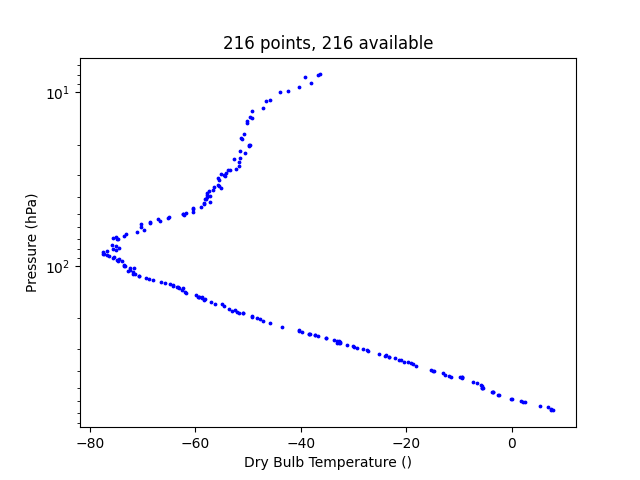 216 points, 216 available
10¹
10²
Pressure (hPa)
−80
−60
−40
−20
0
Dry Bulb Temperature ()